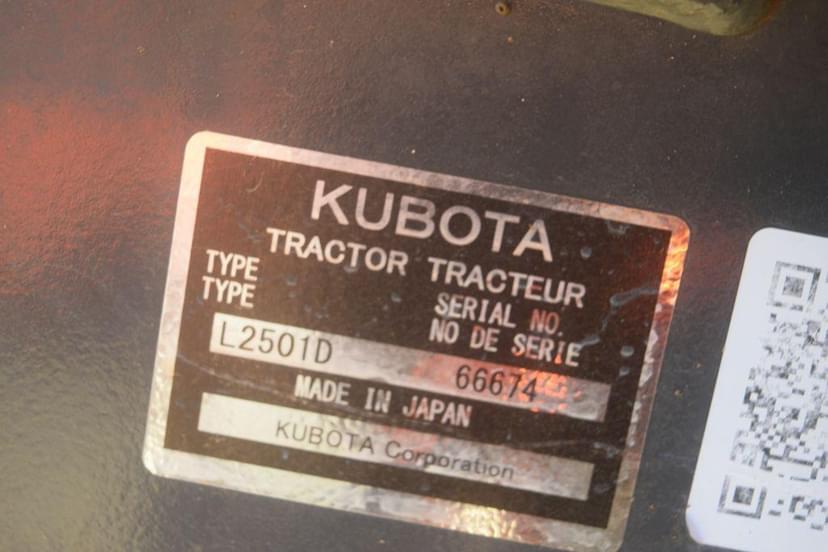 KUBOTA
TRACTOR TRACTEUR
TYPE
TYPE
SERIAL NO.
NO DE SERIE
L2501D
66674
MADE IN JAPAN
KUBOTA Corporation